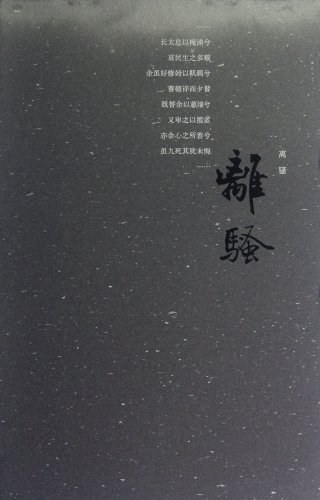 ……
长太息以掩涕兮
哀民生之多艰
余虽好修姱以鞿羁兮
謇朝谇而夕替
既替余以蕙纕兮
又申之以揽茝
亦余心之所善兮
虽九死其犹未悔
……
離騷
离骚